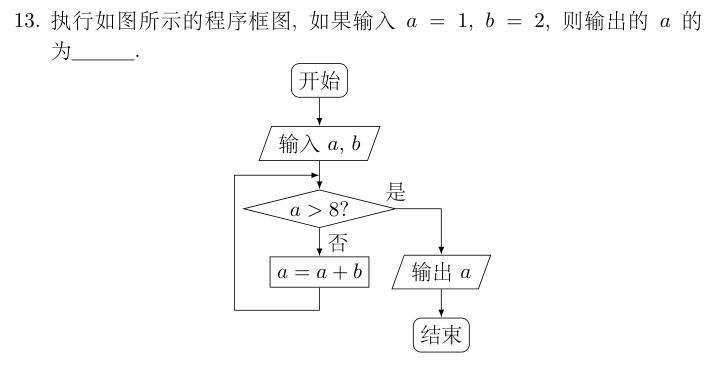 13. 执行如图所示的程序框图, 如果输入 a = 1, b = 2, 则输出的 a 的
为______.
开始
输入 a, b
是
a > 8?
否
a = a + b
输出 a
结束